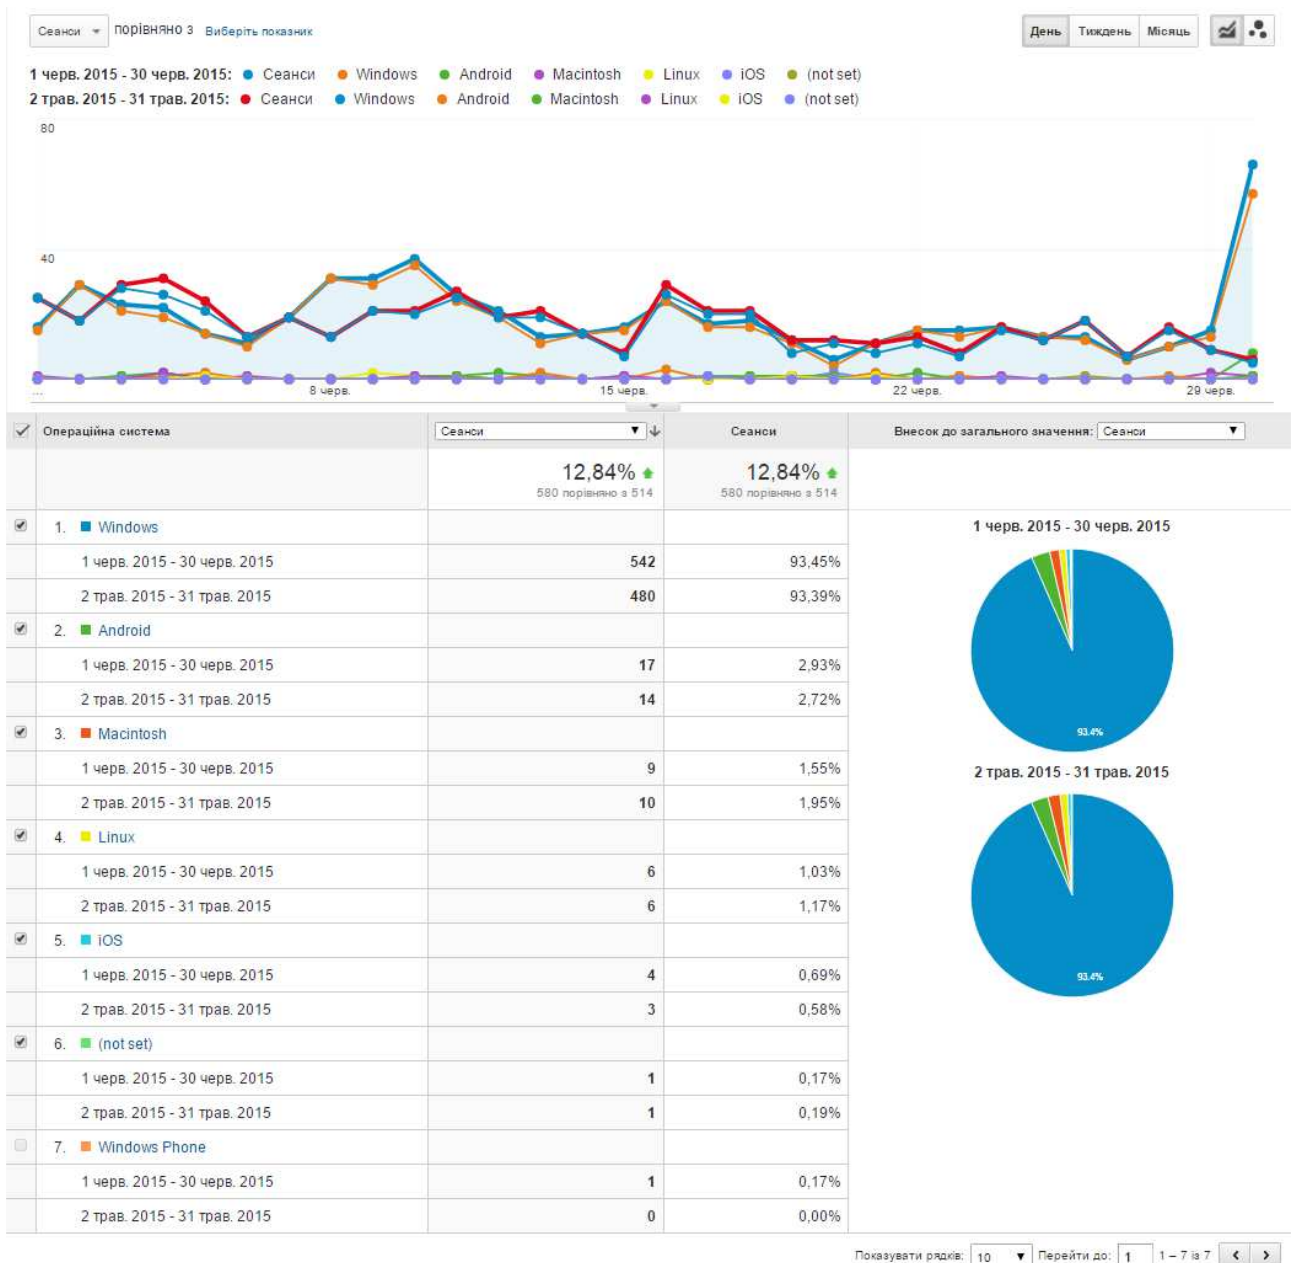 Сеанси порівняно з Виберіть показник День Тиждень Місяць
1 черв. 2015 - 30 черв. 2015: Сеанси Windows Android Macintosh Linux iOS (not set)
2 трав. 2015 - 31 трав. 2015: Сеанси Windows Android Macintosh Linux iOS (not set)
80
40
... 8 черв. 15 черв. 22 черв. 29 черв.
Операційна система Сеанси Сеанси Внесок до загального значення: Сеанси
12,84% 12,84%
580 порівняно з 514 580 порівняно з 514
1. Windows 1 черв. 2015 - 30 черв. 2015
1 черв. 2015 - 30 черв. 2015 542 93,45%
2 трав. 2015 - 31 трав. 2015 480 93,39%
2. Android
1 черв. 2015 - 30 черв. 2015 17 2,93%
2 трав. 2015 - 31 трав. 2015 14 2,72%
3. Macintosh 93.4%
1 черв. 2015 - 30 черв. 2015 9 1,55% 2 трав. 2015 - 31 трав. 2015
2 трав. 2015 - 31 трав. 2015 10 1,95%
4. Linux
1 черв. 2015 - 30 черв. 2015 6 1,03%
2 трав. 2015 - 31 трав. 2015 6 1,17%
5. iOS
1 черв. 2015 - 30 черв. 2015 4 0,69% 93.4%
2 трав. 2015 - 31 трав. 2015 3 0,58%
6. (not set)
1 черв. 2015 - 30 черв. 2015 1 0,17%
2 трав. 2015 - 31 трав. 2015 1 0,19%
7. Windows Phone
1 черв. 2015 - 30 черв. 2015 1 0,17%
2 трав. 2015 - 31 трав. 2015 0 0,00%
Показувати рядків: 10 Перейти до: 1 1 – 7 із 7